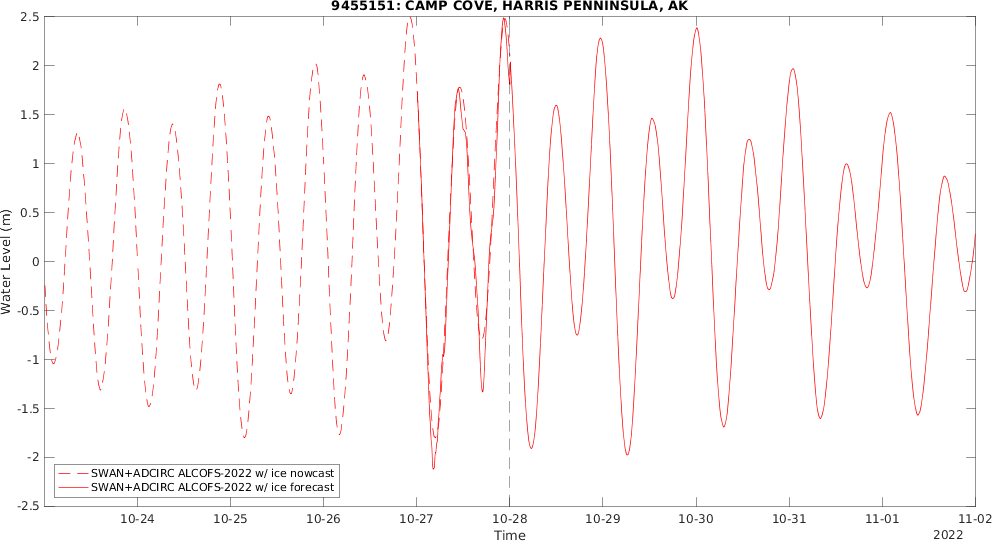 9455151: CAMP COVE, HARRIS PENNINSULA, AK
2.5
2
1.5
1
0.5
0
-0.5
-1
-1.5
-2
-2.5
Water Level (m)
SWAN+ADCIRC ALCOFS-2022 w/ ice nowcast
SWAN+ADCIRC ALCOFS-2022 w/ ice forecast
10-24 10-25 10-26 10-27 10-28 10-29 10-30 10-31 11-01 11-02
Time
2022